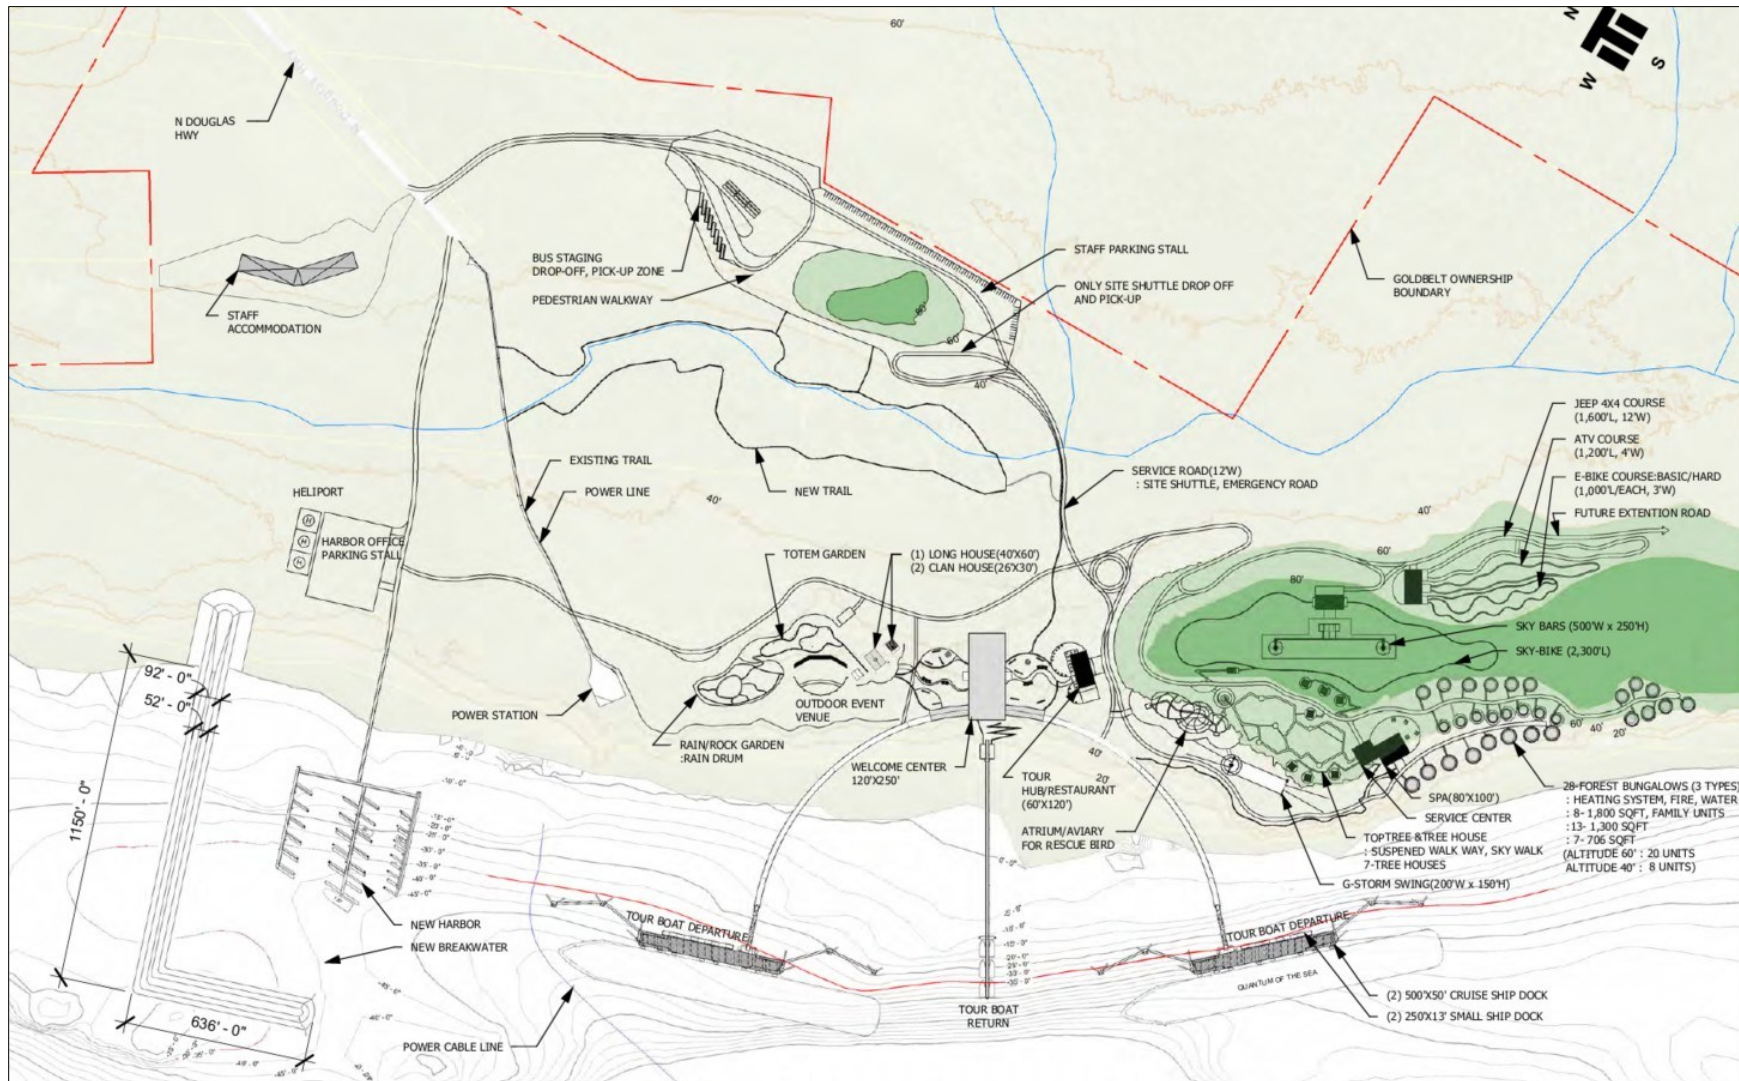 60'
N
W
S
N DOUGLAS
HWY
BUS STAGING
DROP-OFF, PICK-UP ZONE
PEDESTRIAN WALKWAY
STAFF
ACCOMMODATION
STAFF PARKING STALL
ONLY SITE SHUTTLE DROP OFF
AND PICK-UP
GOLDBELT OWNERSHIP
BOUNDARY
80'
60'
40'
JEEP 4X4 COURSE
(1,600'L, 12'W)
ATV COURSE
(1,200'L, 4'W)
E-BIKE COURSE:BASIC/HARD
(1,000'L/EACH, 3'W)
FUTURE EXTENTION ROAD
EXISTING TRAIL
POWER LINE
NEW TRAIL
40'
SERVICE ROAD(12'W)
: SITE SHUTTLE, EMERGENCY ROAD
40'
HELIPORT
H
H
H
HARBOR OFFICE
PARKING STALL
TOTEM GARDEN
(1) LONG HOUSE(40'X60')
(2) CLAN HOUSE(26'X30')
60'
80'
SKY BARS (500'W x 250'H)
SKY-BIKE (2,300'L)
92' - 0"
52' - 0"
1150' - 0"
636' - 0"
POWER STATION
RAIN/ROCK GARDEN
:RAIN DRUM
OUTDOOR EVENT
VENUE
WELCOME CENTER
120'X250'
40'
20'
TOUR
HUB/RESTAURANT
(60'X120')
ATRIUM/AVIARY
FOR RESCUE BIRD
60'
40'
20'
SPA(80'X100')
SERVICE CENTER
TOPTREE &TREE HOUSE
: SUSPENED WALK WAY, SKY WALK
7-TREE HOUSES
G-STORM SWING(200'W x 150'H)
28-FOREST BUNGALOWS (3 TYPES)
: HEATING SYSTEM, FIRE, WATER
: 8- 1,800 SQFT, FAMILY UNITS
:13- 1,300 SQFT
: 7- 706 SQFT
(ALTITUDE 60' : 20 UNITS
ALTITUDE 40' : 8 UNITS)
NEW HARBOR
NEW BREAKWATER
POWER CABLE LINE
TOUR BOAT DEPARTURE
TOUR BOAT DEPARTURE
QUANTUM OF THE SEA
TOUR BOAT
RETURN
(2) 500'X50' CRUISE SHIP DOCK
(2) 250'X13' SMALL SHIP DOCK